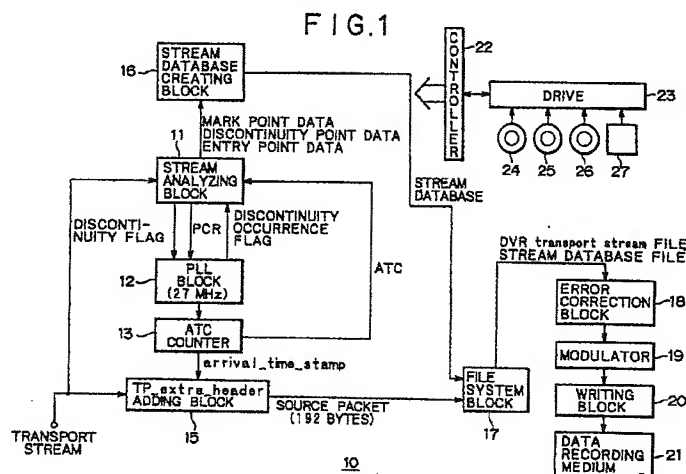 FIG.1
STREAM
DATABASE
CREATING
BLOCK
16
MARK POINT DATA
DISCONTINUITY POINT DATA
ENTRY POINT DATA
11
STREAM
ANALYZING
BLOCK
DISCONTI-
NUITY FLAG
PCR
DISCONTINUITY
OCCURRENCE
FLAG
ATC
12
PLL
BLOCK
(27 MHz)
13
ATC
COUNTER
arrival_time_stamp
TP_extra_header
ADDING BLOCK
15
TRANSPORT
STREAM
SOURCE PACKET
(192 BYTES)
10
STREAM
DATABASE
CONTROLLER
22
DRIVE
23
24
25
26
27
DVR transport stream FILE
STREAM DATABASE FILE
FILE
SYSTEM
BLOCK
17
ERROR
CORRECTION
BLOCK
18
MODULATOR
19
WRITING
BLOCK
20
DATA
RECORDING
MEDIUM
21